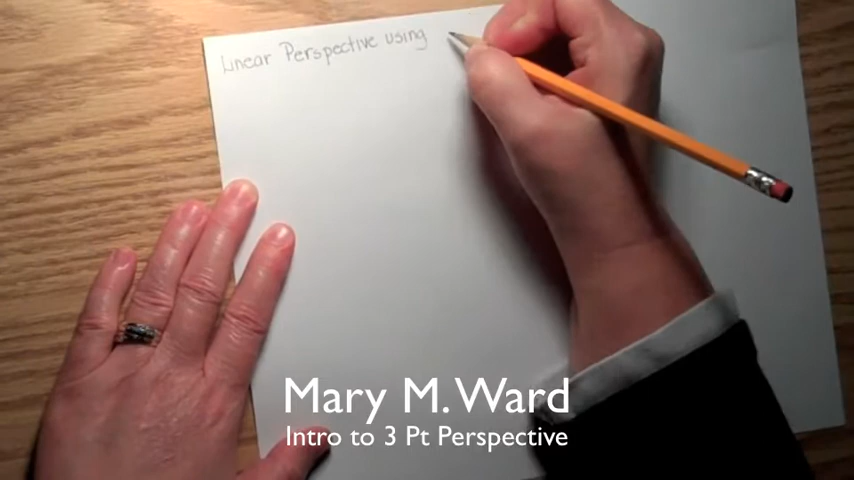 Linear Perspective using
Mary M. Ward
Intro to 3 Pt Perspective